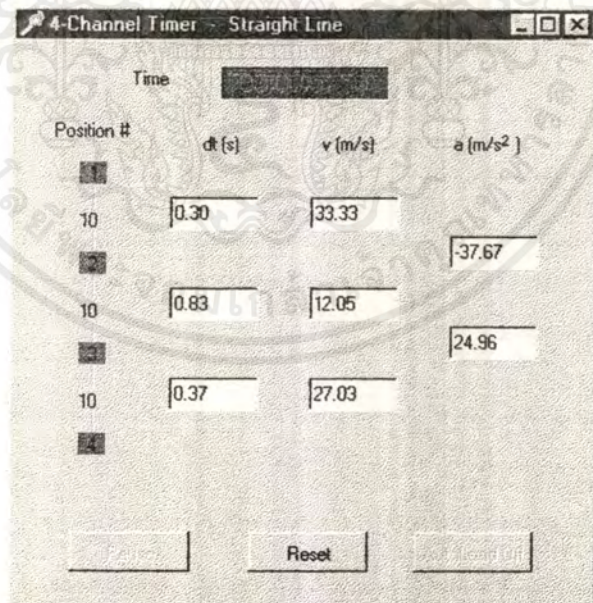 4-Channel Timer - Straight Line
Time
Position # dt (s) v (m/s) a (m/s²)
1
10 0.30 33.33
2 -37.67
10 0.83 12.05
3 24.96
10 0.37 27.03
4
Reset